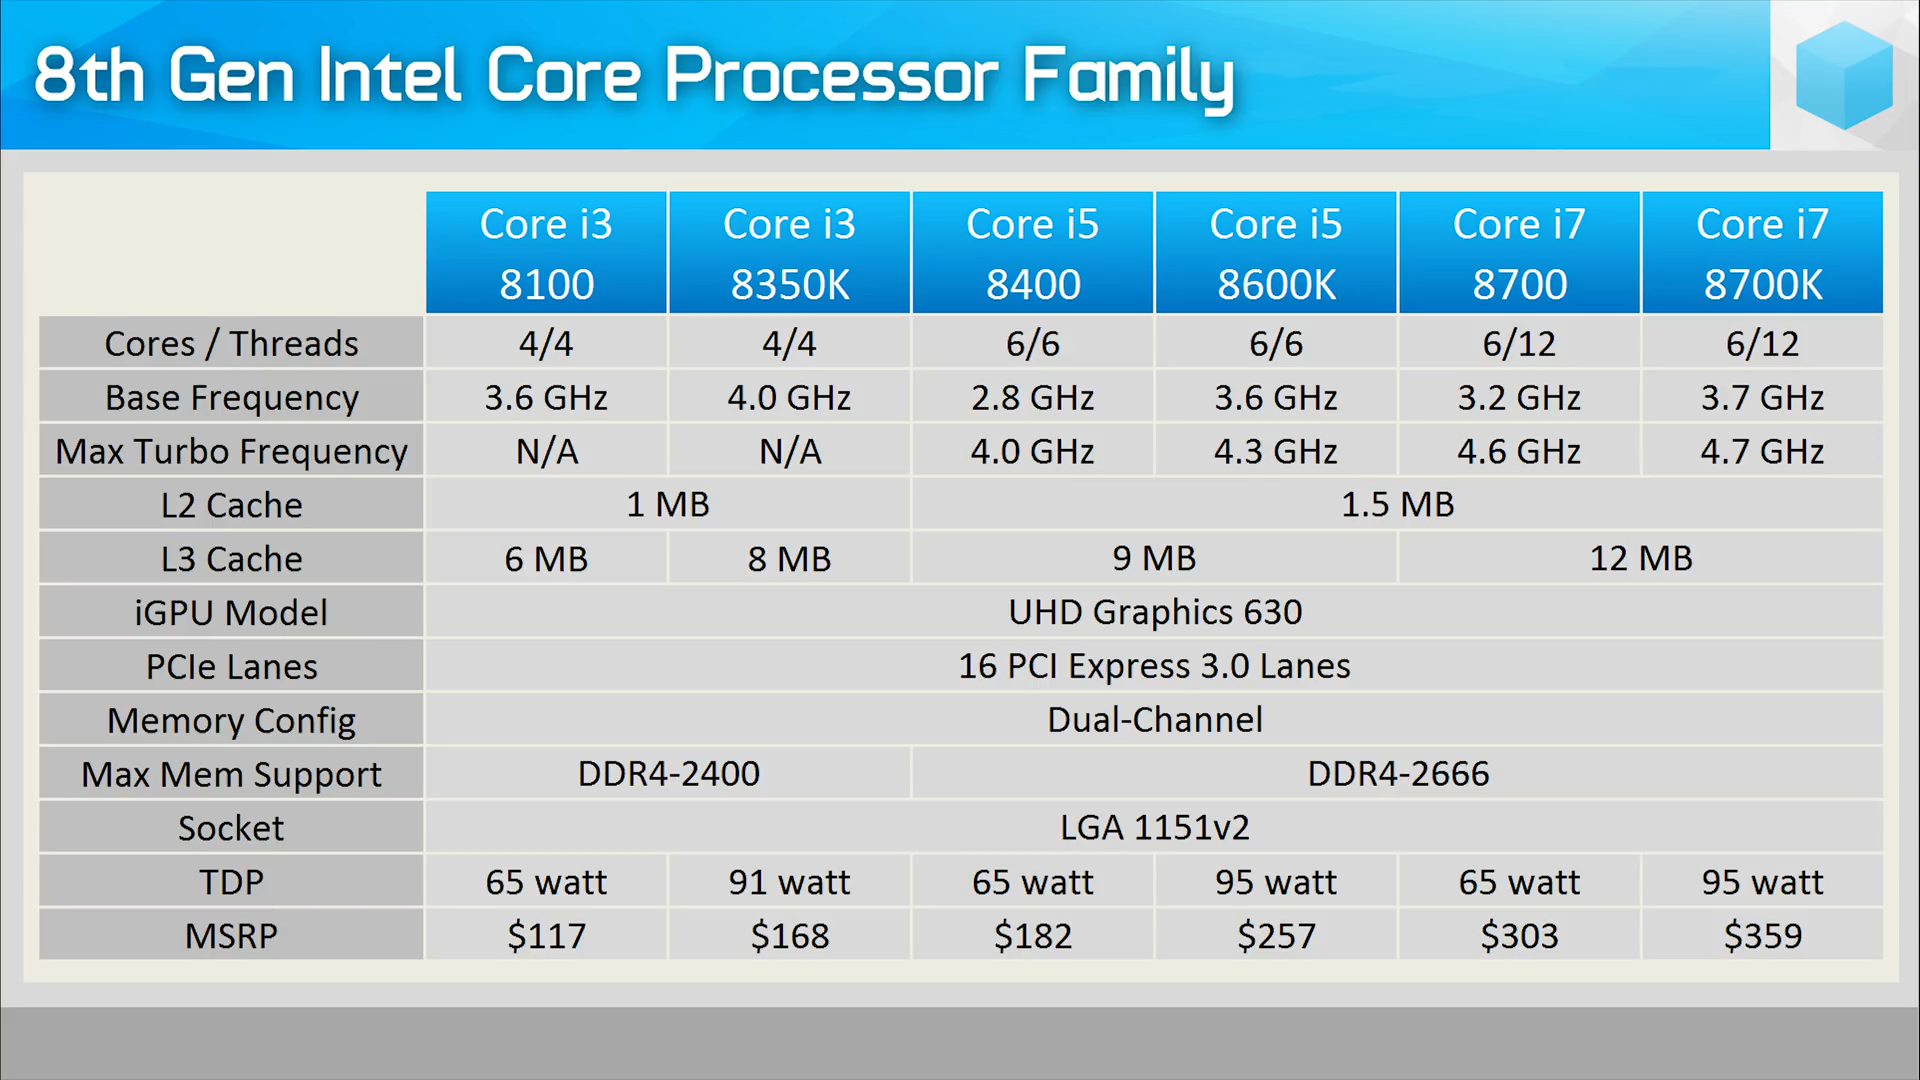 8th Gen Intel Core Processor Family
Core i3 8100 Core i3 8350K Core i5 8400 Core i5 8600K Core i7 8700 Core i7 8700K
Cores / Threads 4/4 4/4 6/6 6/6 6/12 6/12
Base Frequency 3.6 GHz 4.0 GHz 2.8 GHz 3.6 GHz 3.2 GHz 3.7 GHz
Max Turbo Frequency N/A N/A 4.0 GHz 4.3 GHz 4.6 GHz 4.7 GHz
L2 Cache 1 MB 1.5 MB
L3 Cache 6 MB 8 MB 9 MB 12 MB
iGPU Model UHD Graphics 630
PCIe Lanes 16 PCI Express 3.0 Lanes
Memory Config Dual-Channel
Max Mem Support DDR4-2400 DDR4-2666
Socket LGA 1151v2
TDP 65 watt 91 watt 65 watt 95 watt 65 watt 95 watt
MSRP $117 $168 $182 $257 $303 $359